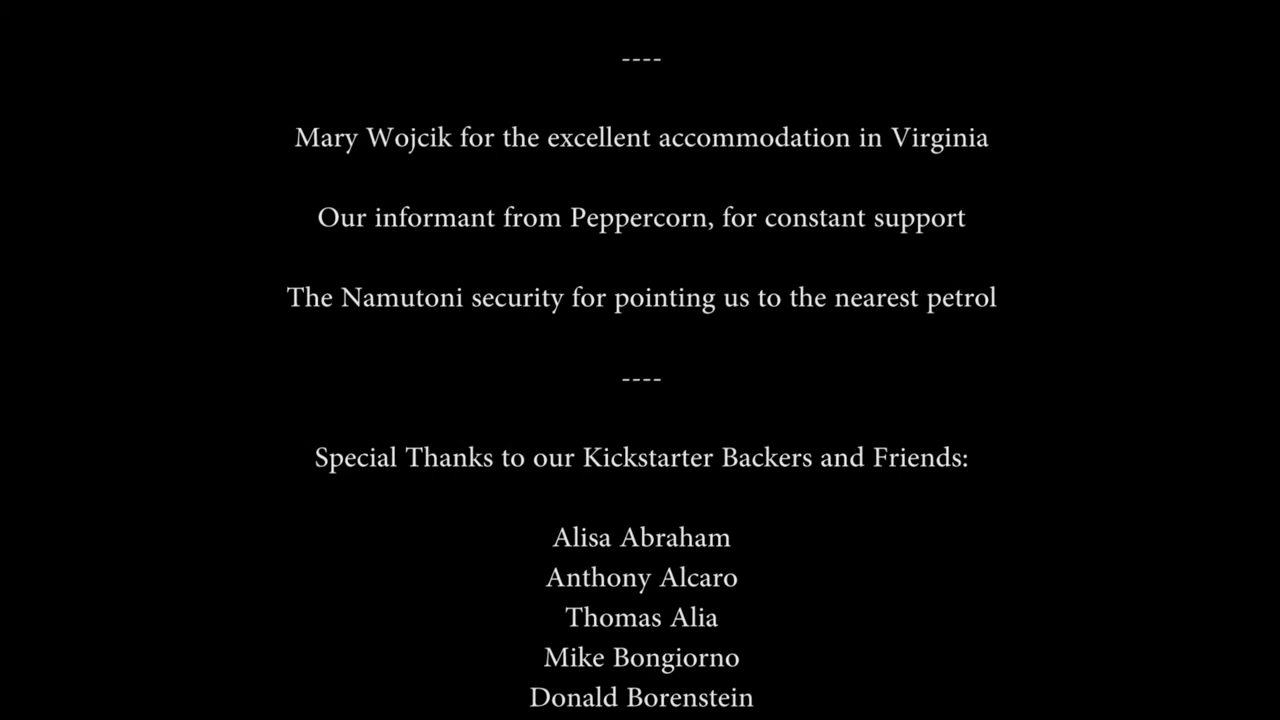 ----
Mary Wojcik for the excellent accommodation in Virginia
Our informant from Peppercorn, for constant support
The Namutoni security for pointing us to the nearest petrol
----
Special Thanks to our Kickstarter Backers and Friends:
Alisa Abraham
Anthony Alcaro
Thomas Alia
Mike Bongiorno
Donald Borenstein